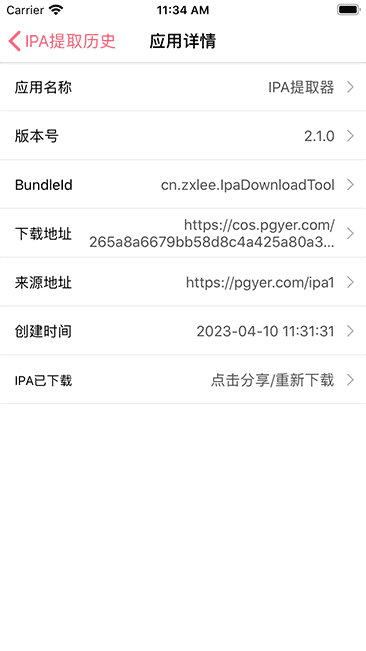 Carrier 11:34 AM
IPA提取历史 应用详情
应用名称 IPA提取器
版本号 2.1.0
BundleId cn.zxlee.IpaDownloadTool
下载地址 https://cos.pgyer.com/
265a8a6679bb58d8c4a425a80a3...
来源地址 https://pgyer.com/ipa1
创建时间 2023-04-10 11:31:31
IPA已下载 点击分享/重新下载